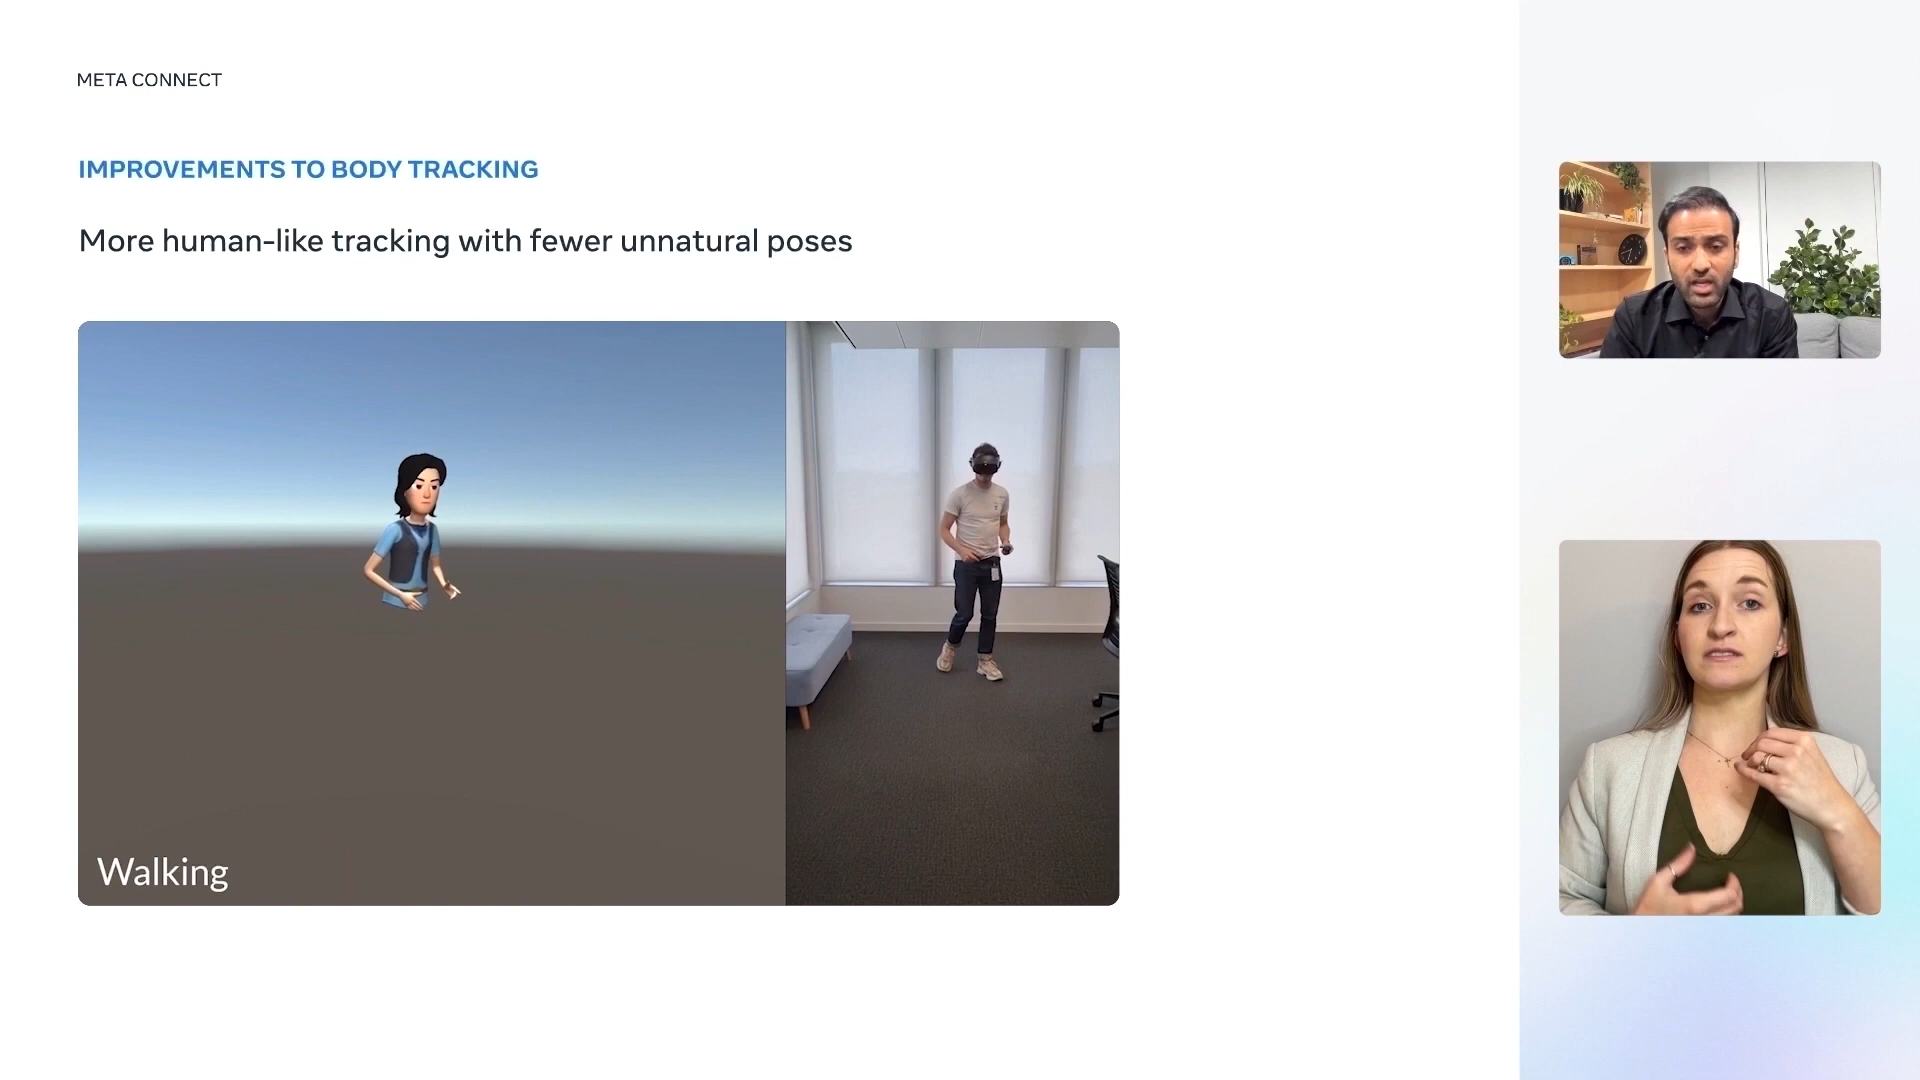 META CONNECT
IMPROVEMENTS TO BODY TRACKING
More human-like tracking with fewer unnatural poses
Walking